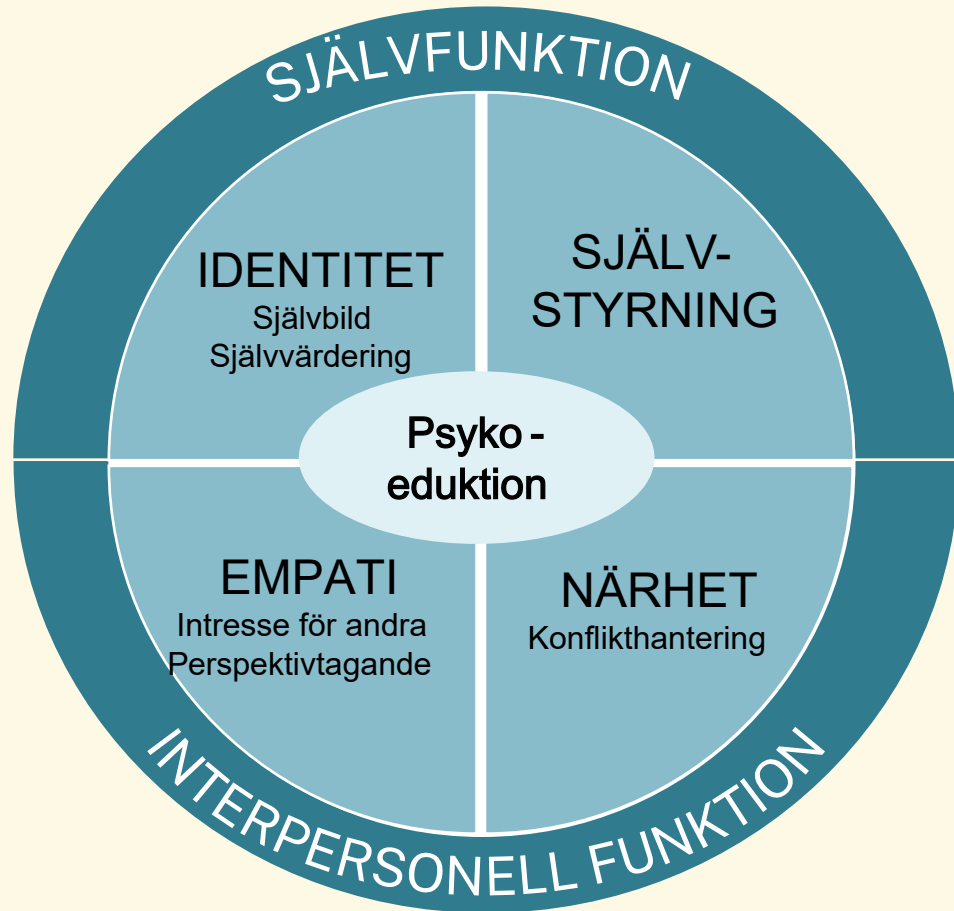 SJÄLVFUNKTION
IDENTITET
Självbild
Självvärdering
SJÄLV-
STYRNING
Psyko -
eduktion
EMPATI
Intresse för andra
Perspektivtagande
NÄRHET
Konflikthantering
INTERPERSONELL FUNKTION